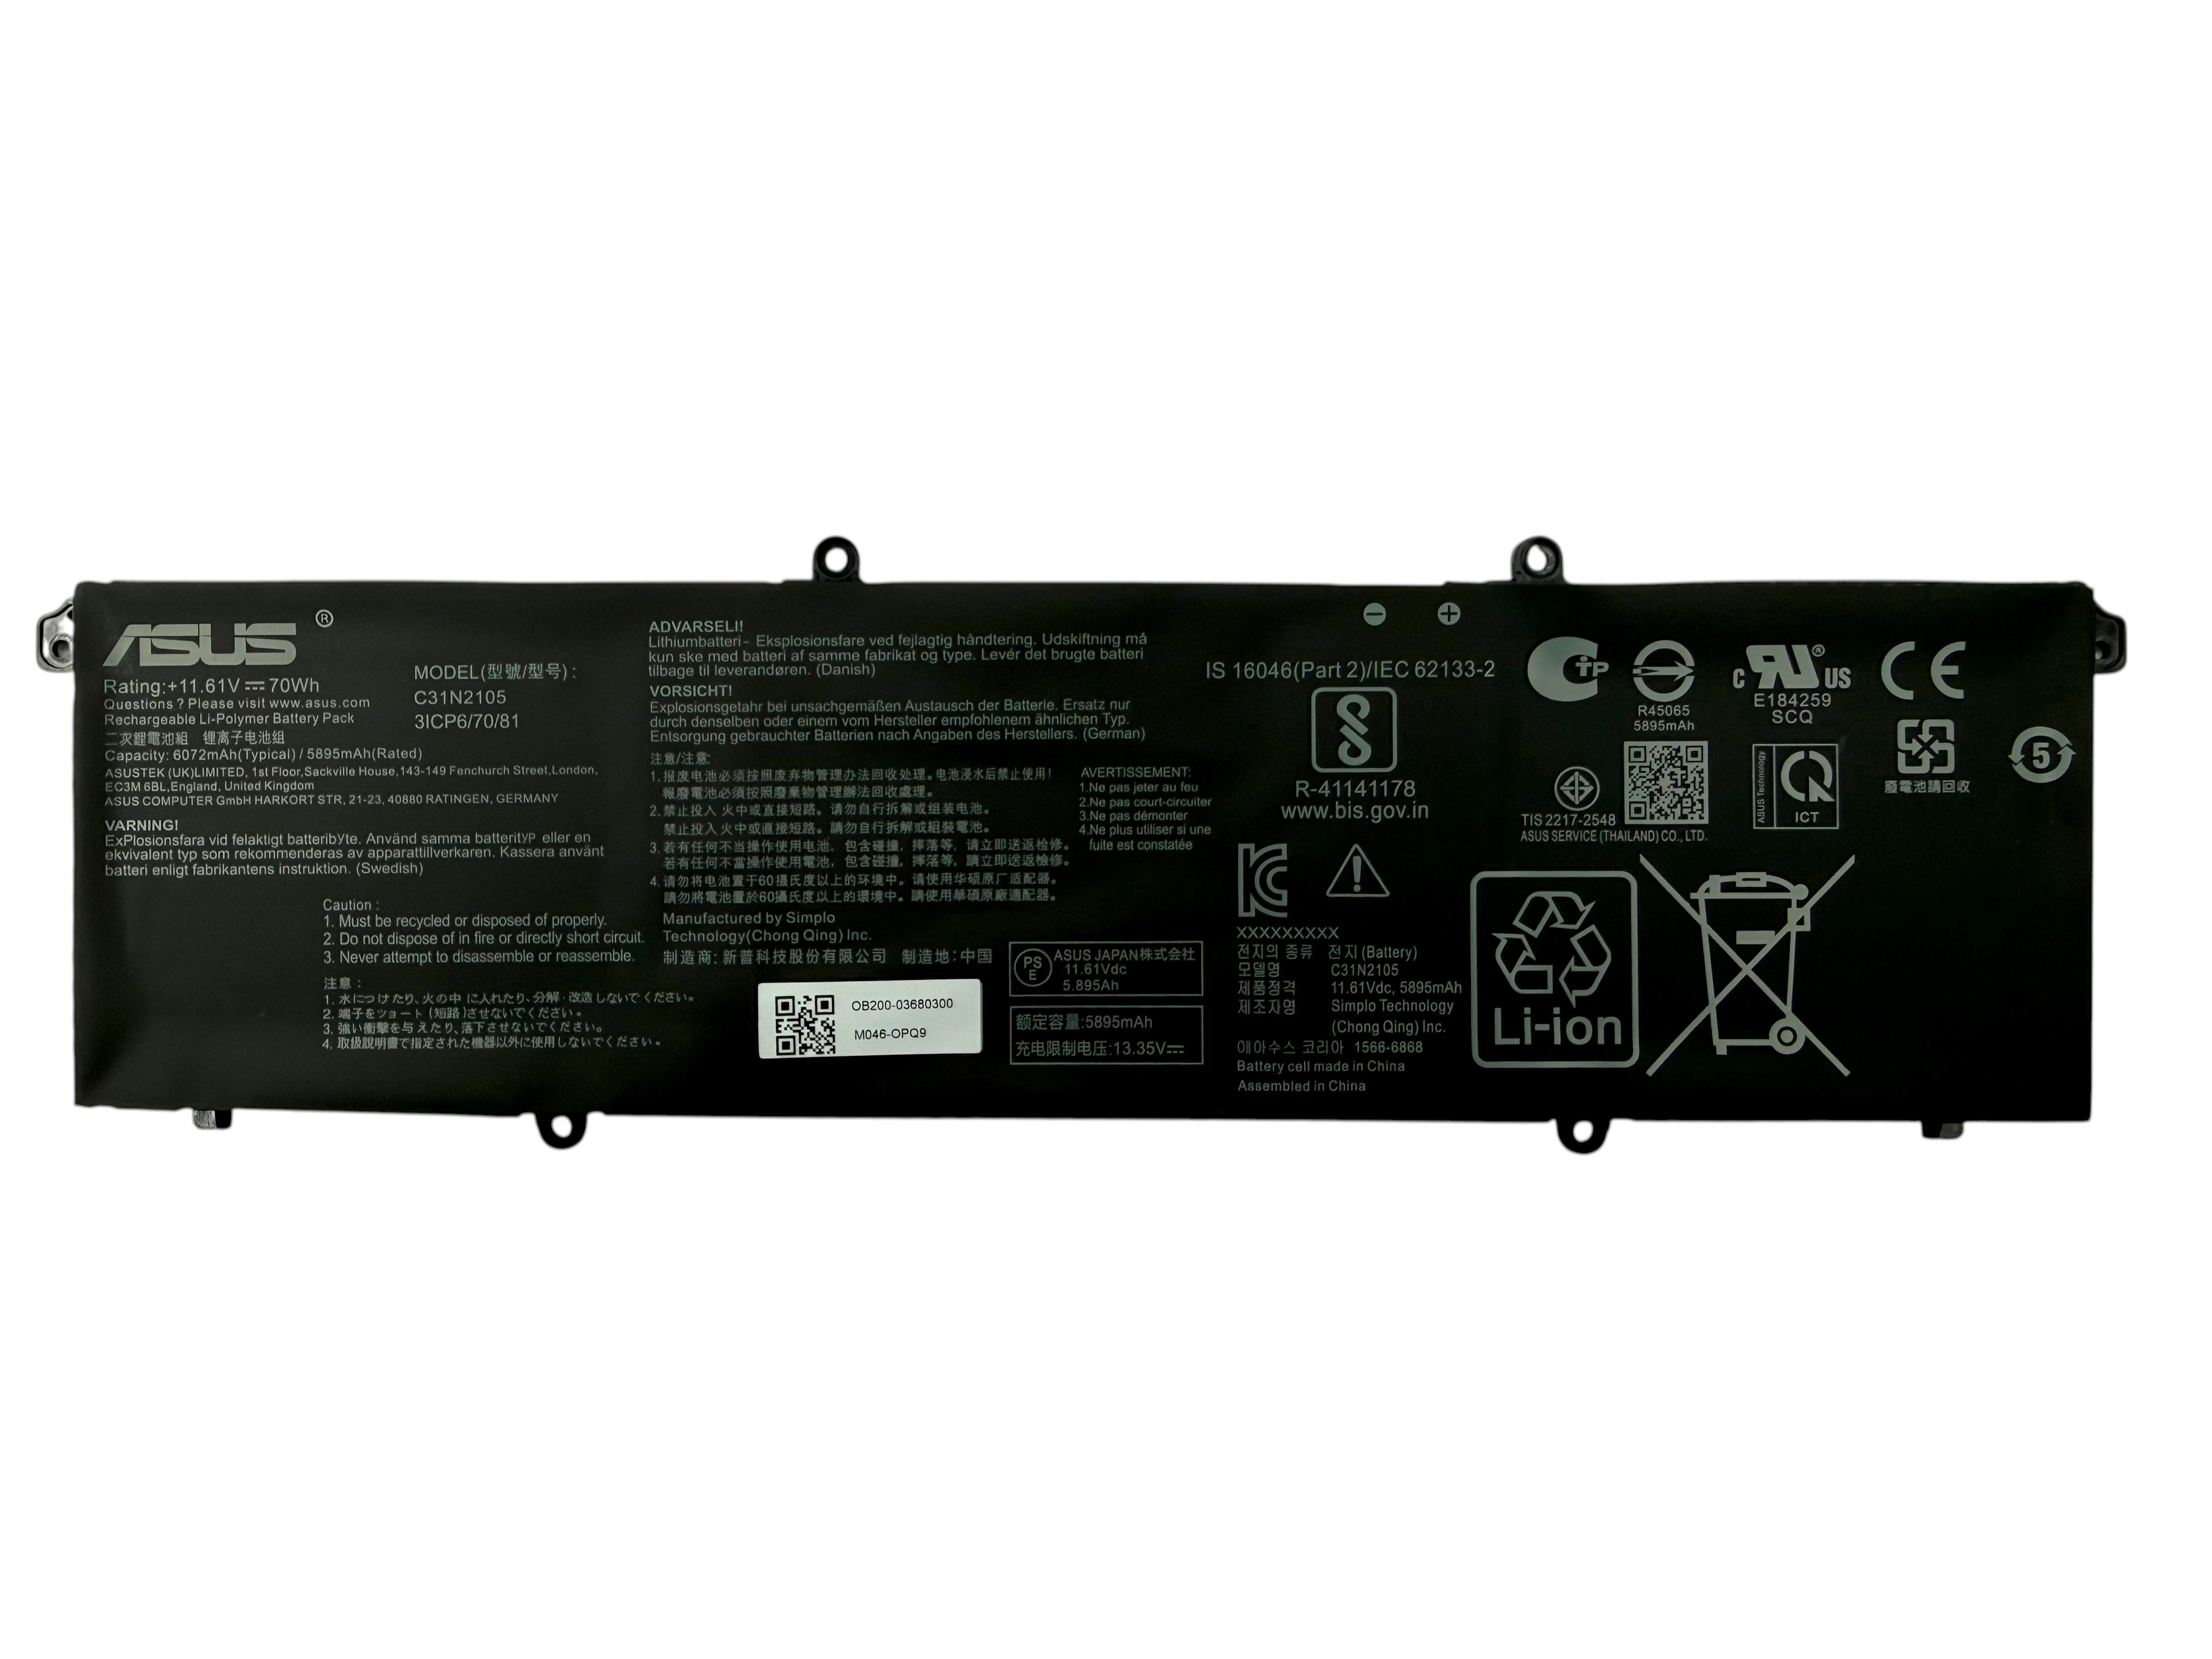 ASUS ®
Rating:+11.61V ⎓ 70Wh
Questions ? Please visit www.asus.com
Rechargeable Li-Polymer Battery Pack
二次鋰電池組 锂离子电池组
Capacity: 6072mAh(Typical) / 5895mAh(Rated)
ASUSTEK (UK)LIMITED, 1st Floor,Sackville House,143-149 Fenchurch Street,London,
EC3M 6BL,England, United Kingdom
ASUS COMPUTER GmbH HARKORT STR, 21-23, 40880 RATINGEN, GERMANY
MODEL(型號/型号) :
C31N2105
3ICP6/70/81
VARNING!
ExPlosionsfara vid felaktigt batteribYte. Använd samma batterityp eller en
ekvivalent typ som rekommenderas av apparattillverkaren. Kassera använt
batteri enligt fabrikantens instruktion. (Swedish)
Caution :
1. Must be recycled or disposed of properly.
2. Do not dispose of in fire or directly short circuit.
3. Never attempt to disassemble or reassemble.
注意 :
1. 水につけたり、火の中 に入れたり、分解・改造 しないでください。
2. 端子をショート (短路)させないでください。
3. 強い衝撃を与えたり、落下させないでください。
4. 取扱説明書で指定された機器以外に使用しないでください。
ADVARSELI!
Lithiumbatteri - Eksplosionsfare ved fejlagtig håndtering. Udskiftning må
kun ske med batteri af samme fabrikat og type. Levér det brugte batteri
tilbage til leverandøren. (Danish)
VORSICHT!
Explosionsgetahr bei unsachgemäßen Austausch der Batterie. Ersatz nur
durch denselben oder einem vom Hersteller empfohlenem ähnlichen Typ.
Entsorgung gebrauchter Batterien nach Angaben des Herstellers. (German)
注意/注意:
1. 报废电池必须按照废弃物管理办法回收处理。电池浸水后禁止使用!
報廢電池必須按照廢棄物管理辦法回收處理。
2. 禁止投入 火中或直接短路。请勿自行拆解或组装电池。
禁止投入 火中或直接短路。請勿自行拆解或組裝電池。
3. 若有任何不当操作使用电池, 包含碰撞, 摔落等, 请立即送返检修。
若有任何不當操作使用電池, 包含碰撞, 摔落等, 請立即送返檢修。
4. 请勿将电池置于60攝氏度以上的环境中。请使用华硕原厂适配器。
請勿將電池置於60攝氏度以上的環境中。請使用華碩原廠適配器。
AVERTISSEMENT:
1.Ne pas jeter au feu
2.Ne pas court-circuiter
3.Ne pas démonter
4.Ne plus utiliser si une
fuite est constatée
Manufactured by Simplo
Technology(Chong Qing) Inc.
制造商: 新普科技股份有限公司 制造地: 中国
OB200-03680300
M046-OPQ9
PS
E
ASUS JAPAN株式会社
11.61Vdc
5.895Ah
额定容量:5895mAh
充电限制电压:13.35V⎓
IS 16046(Part 2)/IEC 62133-2
R-41141178
www.bis.gov.in
XXXXXXXXX
전지의 종류 전지 (Battery)
모델명 C31N2105
제품정격 11.61Vdc, 5895mAh
제조자명 Simplo Technology
(Chong Qing) Inc.
에이수스 코리아 1566-6868
Battery cell made in China
Assembled in China
R45065
5895mAh
C RU ® US
E184259
SCQ
CE
TIS 2217-2548
ASUS SERVICE (THAILAND) CO., LTD.
ASUS Technology
ICT
廢電池請回收
5
Li-ion